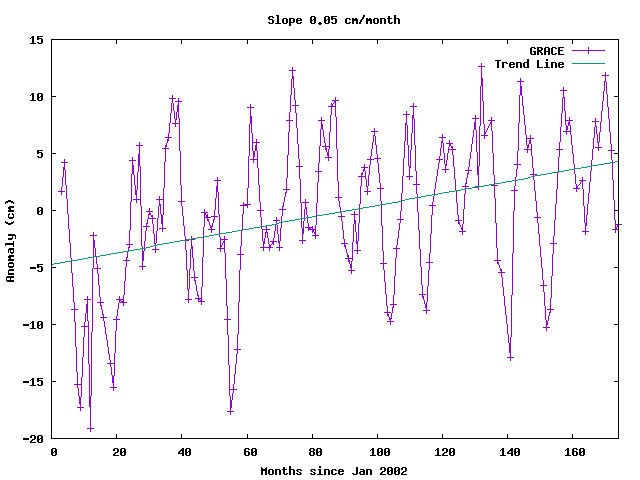 Slope 0.05 cm/month
GRACE
Trend Line
15
10
5
0
-5
-10
-15
-20
Anomaly (cm)
0 20 40 60 80 100 120 140 160
Months since Jan 2002